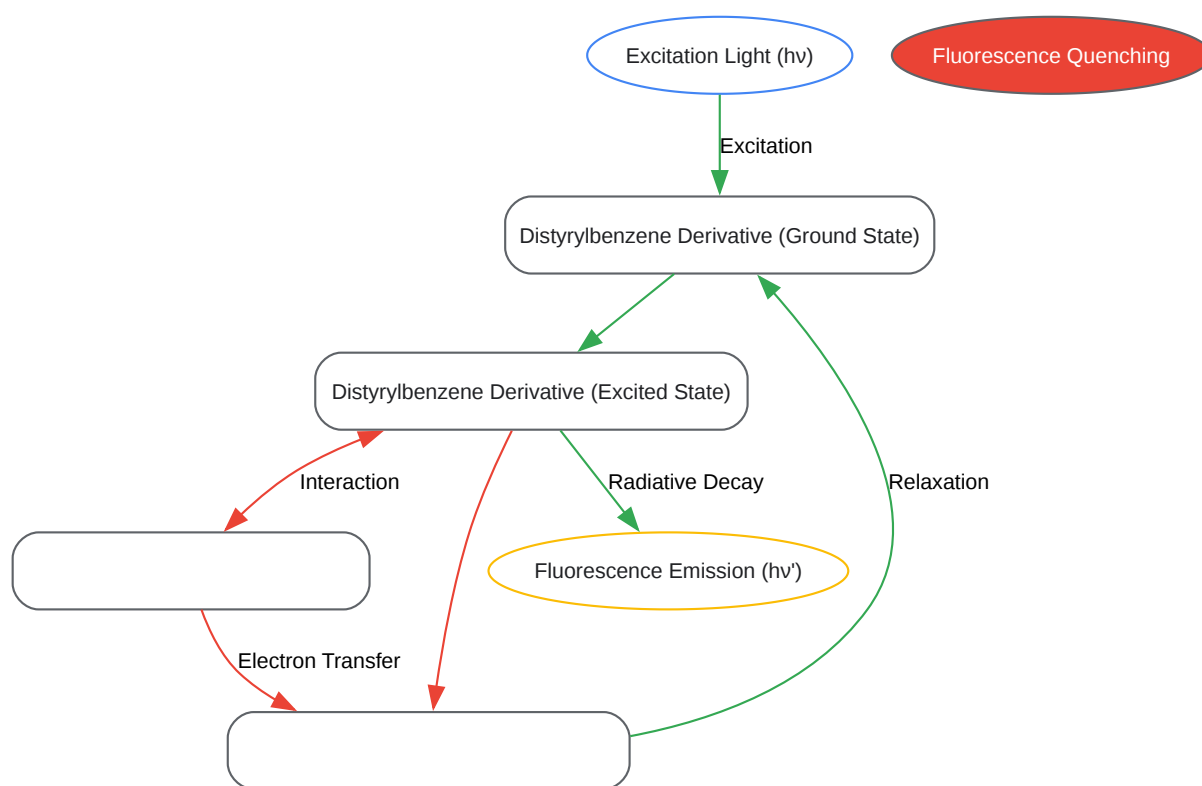 Excitation Light (hν)
Fluorescence Quenching
Excitation
Distyrylbenzene Derivative (Ground State)
Distyrylbenzene Derivative (Excited State)
Interaction
Radiative Decay
Relaxation
Fluorescence Emission (hν')
Electron Transfer